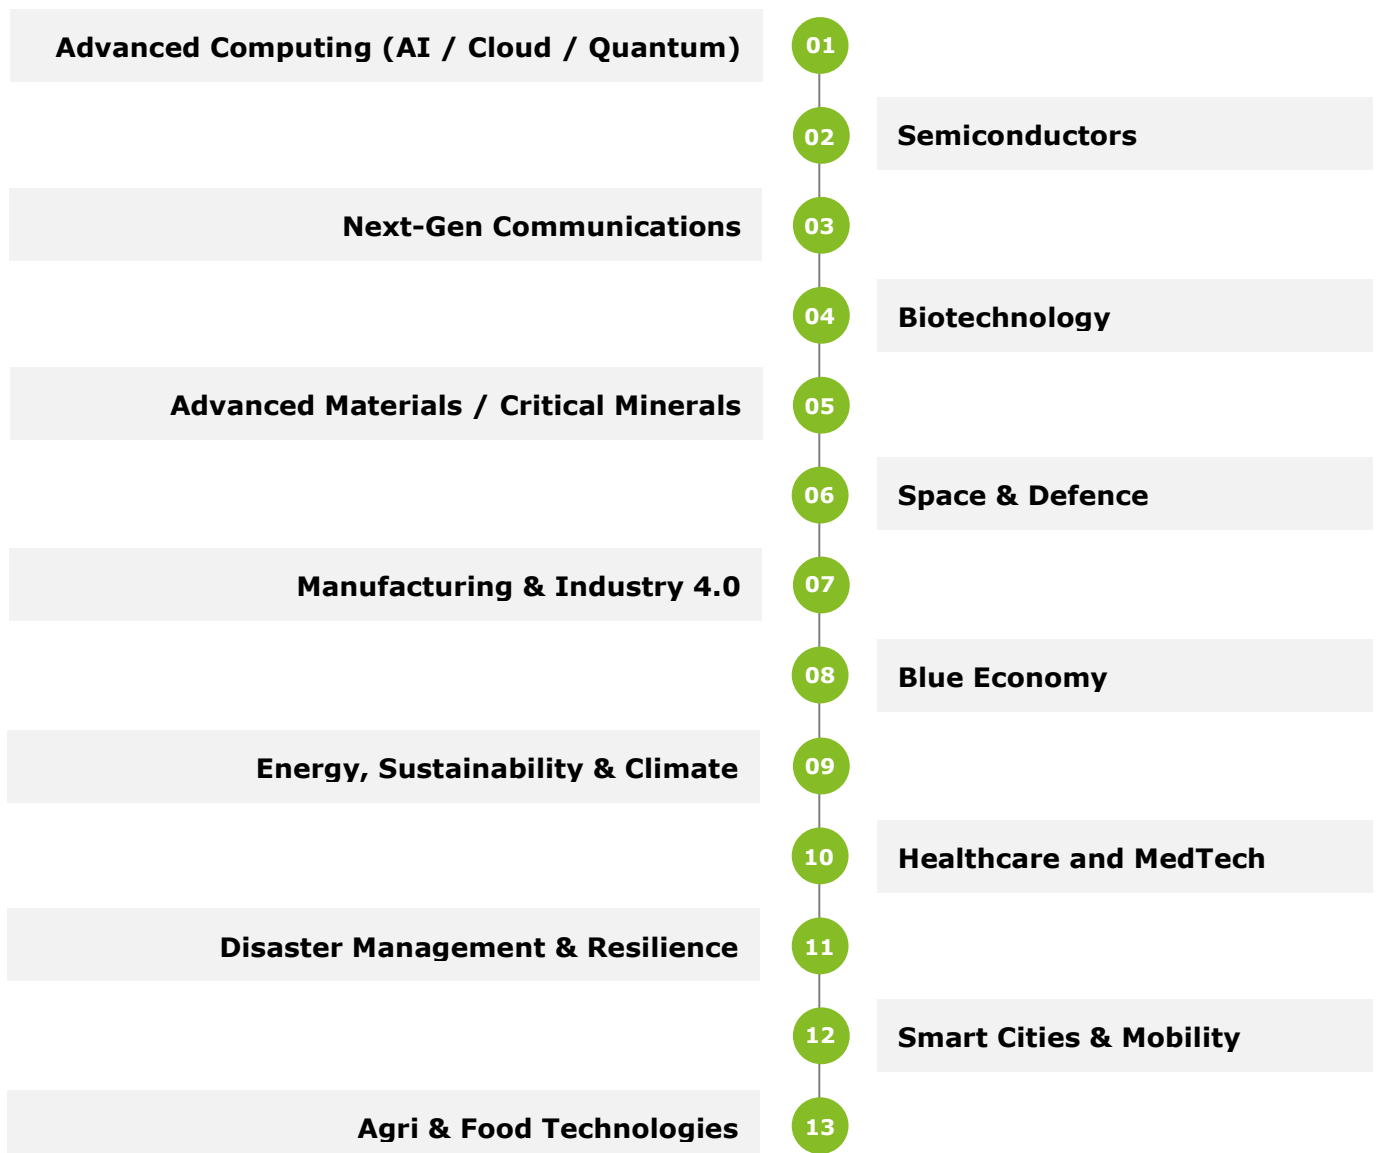 Advanced Computing (AI / Cloud / Quantum)
01
02
Semiconductors
Next-Gen Communications
03
04
Biotechnology
Advanced Materials / Critical Minerals
05
06
Space & Defence
Manufacturing & Industry 4.0
07
08
Blue Economy
Energy, Sustainability & Climate
09
10
Healthcare and MedTech
Disaster Management & Resilience
11
12
Smart Cities & Mobility
Agri & Food Technologies
13